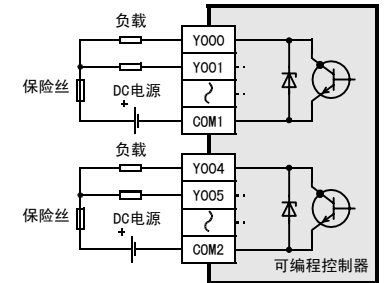 负载
Y000
Y001
保险丝
DC电源
+
COM1
负载
Y004
Y005
保险丝
DC电源
+
COM2
可编程控制器